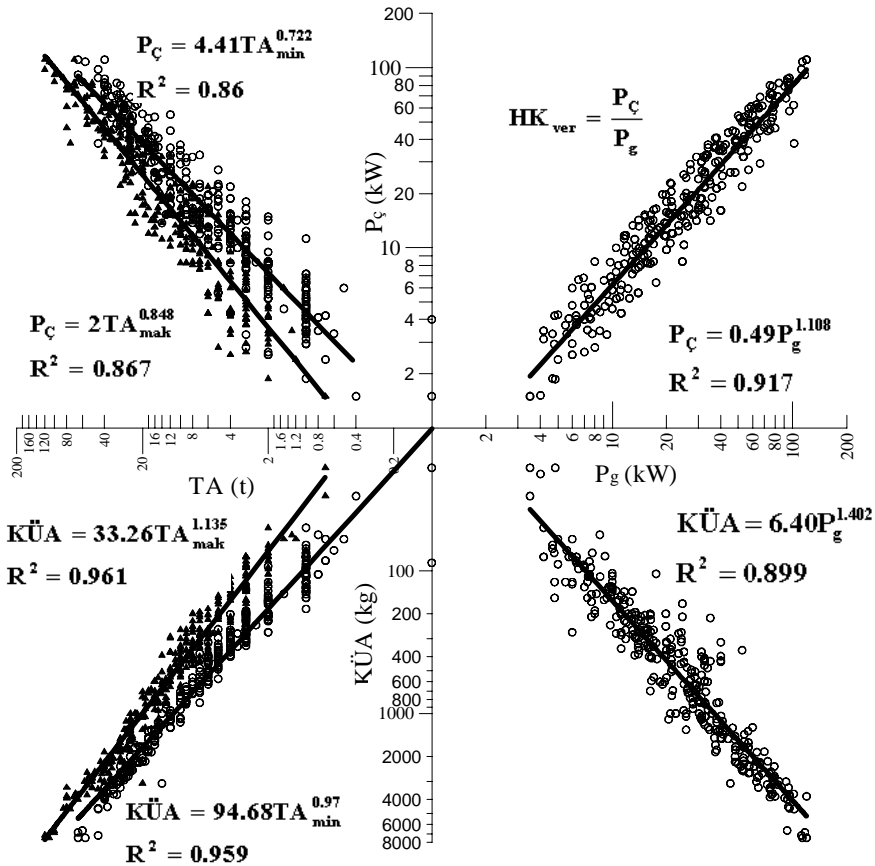 200
P_Ç = 4.41TA_min^0.722
R² = 0.86
100
80
60
40
20
10
8
6
4
2
P_ç (kW)
HK_ver = P_Ç / P_g
P_Ç = 2TA_mak^0.848
R² = 0.867
P_Ç = 0.49P_g^1.108
R² = 0.917
200 160 120 80 40 20 16 12 8 4 2 1.6 1.2 0.8 0.4 0.2
TA (t)
2 4 6 8 10 20 40 60 80 100 200
P_g (kW)
KÜA = 33.26TA_mak^1.135
R² = 0.961
KÜA = 6.40P_g^1.402
R² = 0.899
100
200
400
600
800
1000
2000
4000
6000
8000
KÜA (kg)
KÜA = 94.68TA_min^0.97
R² = 0.959